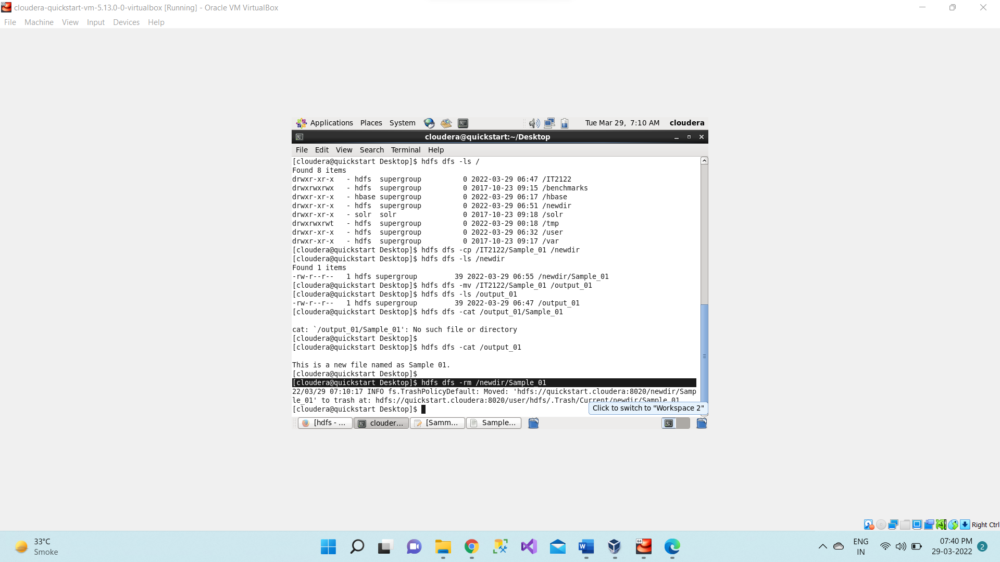 cloudera-quickstart-vm-5.13.0-0-virtualbox [Running] - Oracle VM VirtualBox
File Machine View Input Devices Help
Applications Places System Tue Mar 29, 7:10 AM cloudera
cloudera@quickstart:~/Desktop
File Edit View Search Terminal Help
[cloudera@quickstart Desktop]$ hdfs dfs -ls /
Found 8 items
drwxr-xr-x   - hdfs  supergroup          0 2022-03-29 06:47 /IT2122
drwxrwxrwx   - hdfs  supergroup          0 2017-10-23 09:15 /benchmarks
drwxr-xr-x   - hbase supergroup          0 2022-03-29 06:17 /hbase
drwxr-xr-x   - hdfs  supergroup          0 2022-03-29 06:51 /newdir
drwxr-xr-x   - solr  solr                0 2017-10-23 09:18 /solr
drwxrwxrwt   - hdfs  supergroup          0 2022-03-29 00:18 /tmp
drwxr-xr-x   - hdfs  supergroup          0 2022-03-29 06:32 /user
drwxr-xr-x   - hdfs  supergroup          0 2017-10-23 09:17 /var
[cloudera@quickstart Desktop]$ hdfs dfs -cp /IT2122/Sample_01 /newdir
[cloudera@quickstart Desktop]$ hdfs dfs -ls /newdir
Found 1 items
-rw-r--r--   1 hdfs supergroup         39 2022-03-29 06:55 /newdir/Sample_01
[cloudera@quickstart Desktop]$ hdfs dfs -mv /IT2122/Sample_01 /output_01
[cloudera@quickstart Desktop]$ hdfs dfs -ls /output_01
-rw-r--r--   1 hdfs supergroup         39 2022-03-29 06:47 /output_01
[cloudera@quickstart Desktop]$ hdfs dfs -cat /output_01/Sample_01
cat: `/output_01/Sample_01': No such file or directory
[cloudera@quickstart Desktop]$
[cloudera@quickstart Desktop]$ hdfs dfs -cat /output_01
This is a new file named as Sample 01.
[cloudera@quickstart Desktop]$
[cloudera@quickstart Desktop]$ hdfs dfs -rm /newdir/Sample_01
22/03/29 07:10:17 INFO fs.TrashPolicyDefault: Moved: 'hdfs://quickstart.cloudera:8020/newdir/Samp
le_01' to trash at: hdfs://quickstart.cloudera:8020/user/hdfs/.Trash/Current/newdir/Sample_01
[cloudera@quickstart Desktop]$
Click to switch to "Workspace 2"
[hdfs - ... clouder... [Samm... Sample...
Right Ctrl
33°C
Smoke
ENG
IN
07:40 PM
29-03-2022
2